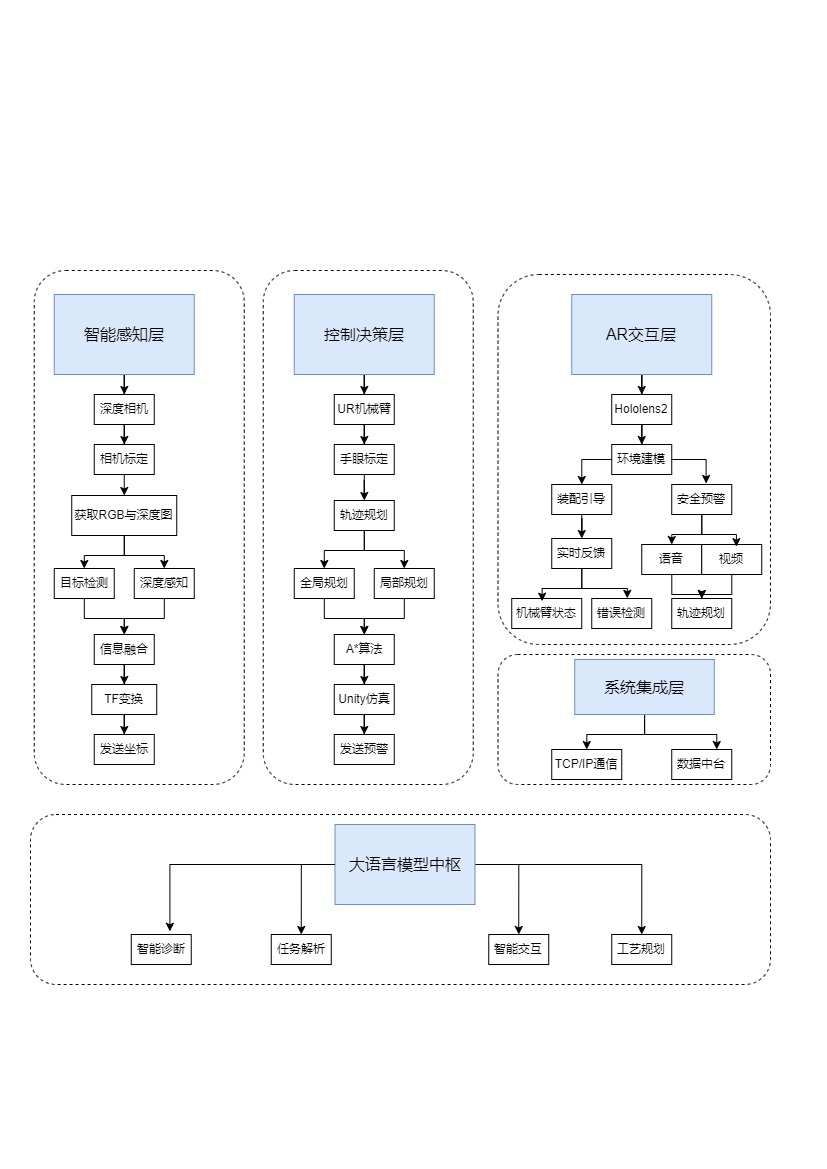 智能感知层
深度相机
相机标定
获取RGB与深度图
目标检测
深度感知
信息融合
TF变换
发送坐标
控制决策层
UR机械臂
手眼标定
轨迹规划
全局规划
局部规划
A*算法
Unity仿真
发送预警
AR交互层
Hololens2
环境建模
装配引导
安全预警
实时反馈
语音
视频
机械臂状态
错误检测
轨迹规划
系统集成层
TCP/IP通信
数据中台
大语言模型中枢
智能诊断
任务解析
智能交互
工艺规划